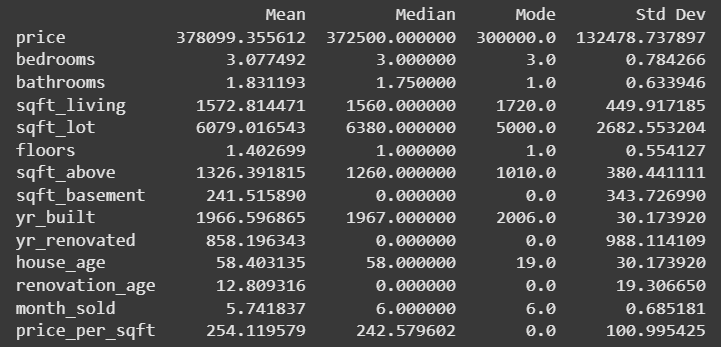 Mean Median Mode Std Dev
price 378099.355612 372500.000000 300000.0 132478.737897
bedrooms 3.077492 3.000000 3.0 0.784266
bathrooms 1.831193 1.750000 1.0 0.633946
sqft_living 1572.814471 1560.000000 1720.0 449.917185
sqft_lot 6079.016543 6380.000000 5000.0 2682.553204
floors 1.402699 1.000000 1.0 0.554127
sqft_above 1326.391815 1260.000000 1010.0 380.441111
sqft_basement 241.515890 0.000000 0.0 343.726990
yr_built 1966.596865 1967.000000 2006.0 30.173920
yr_renovated 858.196343 0.000000 0.0 988.114109
house_age 58.403135 58.000000 19.0 30.173920
renovation_age 12.809316 0.000000 0.0 19.306650
month_sold 5.741837 6.000000 6.0 0.685181
price_per_sqft 254.119579 242.579602 0.0 100.995425